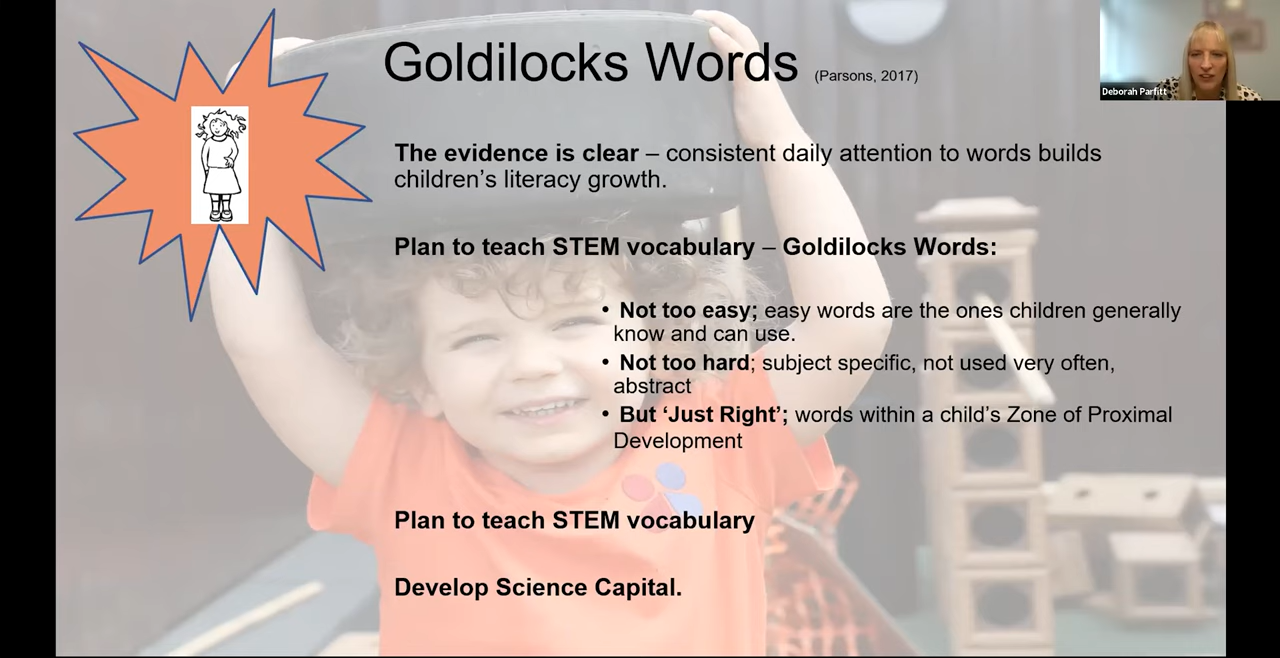 Goldilocks Words (Parsons, 2017)
Deborah Parfitt
The evidence is clear – consistent daily attention to words builds
children’s literacy growth.
Plan to teach STEM vocabulary – Goldilocks Words:
• Not too easy; easy words are the ones children generally
know and can use.
• Not too hard; subject specific, not used very often,
abstract
• But ‘Just Right’; words within a child’s Zone of Proximal
Development
Plan to teach STEM vocabulary
Develop Science Capital.